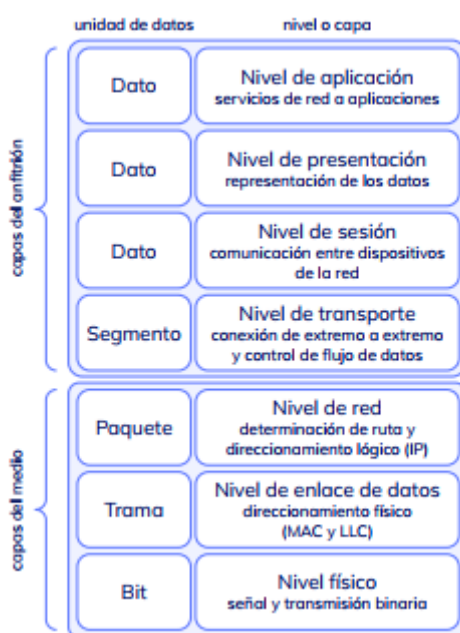 unidad de datos nivel o capa
capas del anfitrión
Dato
Nivel de aplicación
servicios de red a aplicaciones
Dato
Nivel de presentación
representación de los datos
Dato
Nivel de sesión
comunicación entre dispositivos
de la red
Segmento
Nivel de transporte
conexión de extremo a extremo
y control de flujo de datos
capas del medio
Paquete
Nivel de red
determinación de ruta y
direccionamiento lógico (IP)
Trama
Nivel de enlace de datos
direccionamiento físico
(MAC y LLC)
Bit
Nivel físico
señal y transmisión binaria